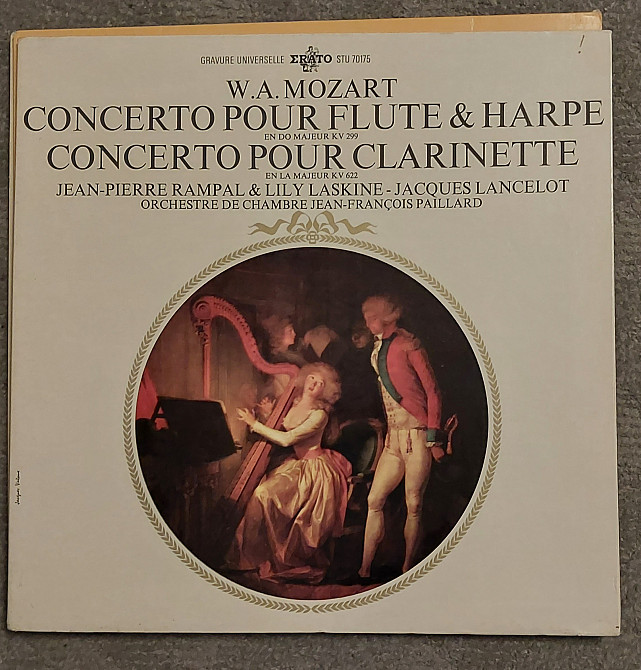 GRAVURE UNIVERSELLE ERATO STU 70175
W.A.MOZART
CONCERTO POUR FLUTE & HARPE
EN DO MAJEUR KV 299
CONCERTO POUR CLARINETTE
EN LA MAJEUR KV 622
JEAN-PIERRE RAMPAL & LILY LASKINE - JACQUES LANCELOT
ORCHESTRE DE CHAMBRE JEAN-FRANÇOIS PAILLARD